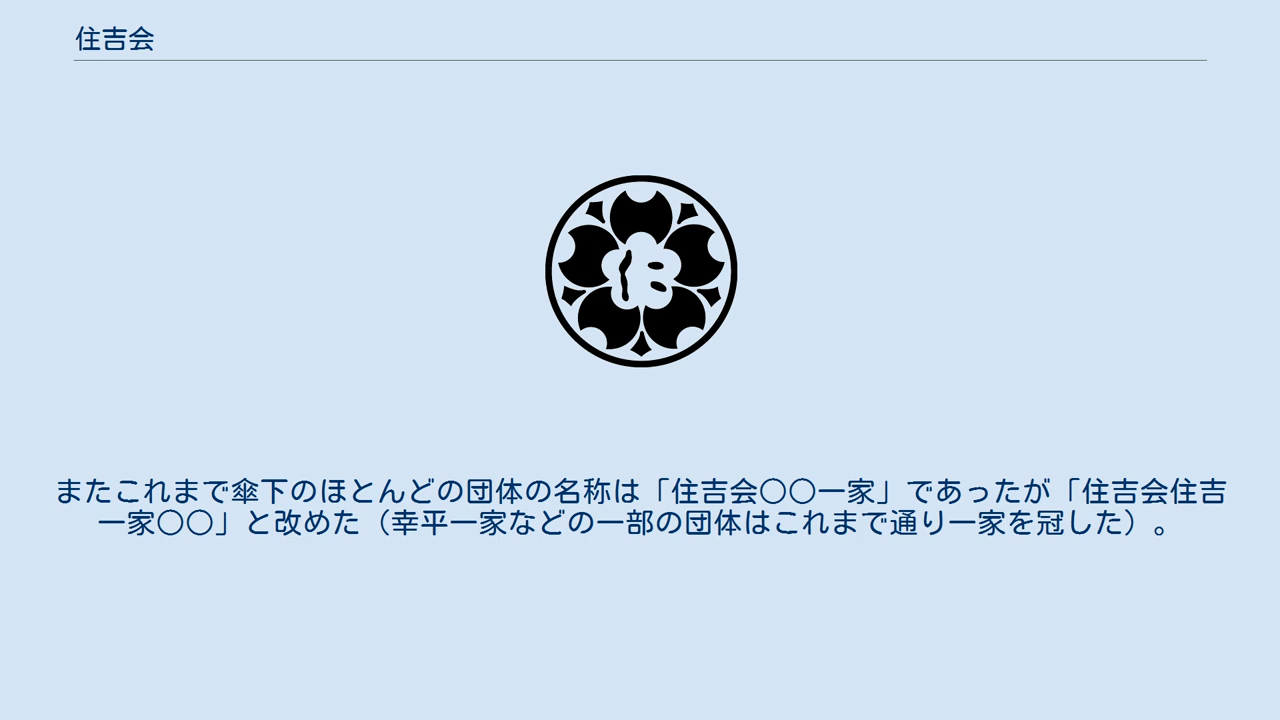 住吉会
またこれまで傘下のほとんどの団体の名称は「住吉会〇〇一家」であったが「住吉会住吉
一家〇〇」と改めた（幸平一家などの一部の団体はこれまで通り一家を冠した）。